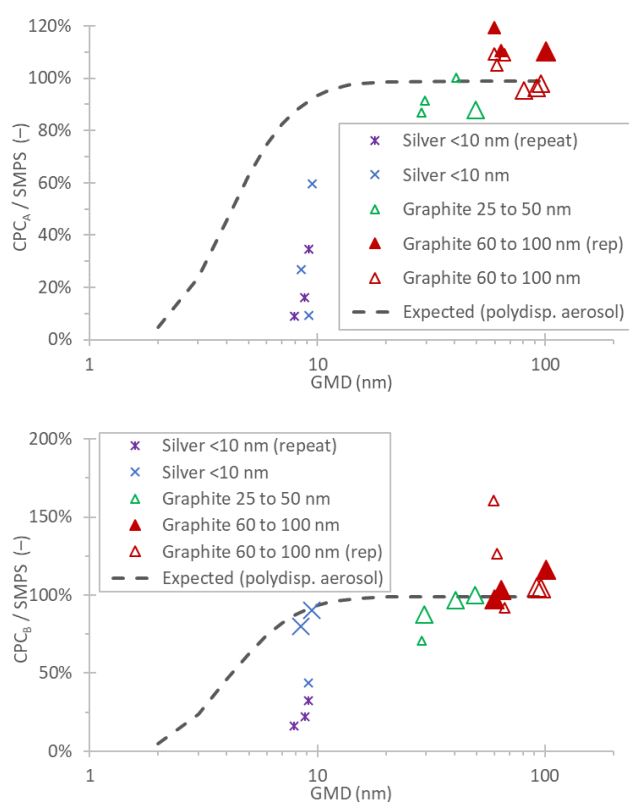 120%
100%
80%
60%
40%
20%
0%
CPCA / SMPS (–)
Silver <10 nm (repeat)
Silver <10 nm
Graphite 25 to 50 nm
Graphite 60 to 100 nm (rep)
Graphite 60 to 100 nm
Expected (polydisp. aerosol)
1 10 100
GMD (nm)
200%
150%
100%
50%
0%
CPCB / SMPS (–)
Silver <10 nm (repeat)
Silver <10 nm
Graphite 25 to 50 nm
Graphite 60 to 100 nm
Graphite 60 to 100 nm (rep)
Expected (polydisp. aerosol)
1 10 100
GMD (nm)